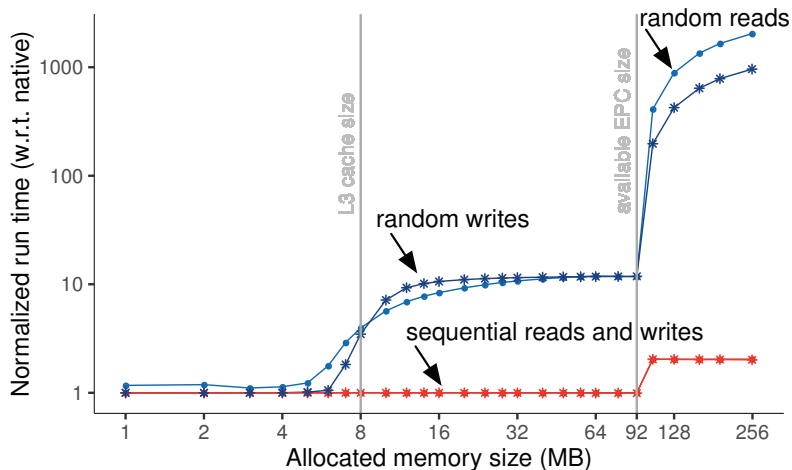 random reads
1000
available EPC size
L3 cache size
100
random writes
10
sequential reads and writes
1
Normalized run time (w.r.t. native)
1 2 4 8 16 32 64 92 128 256
Allocated memory size (MB)